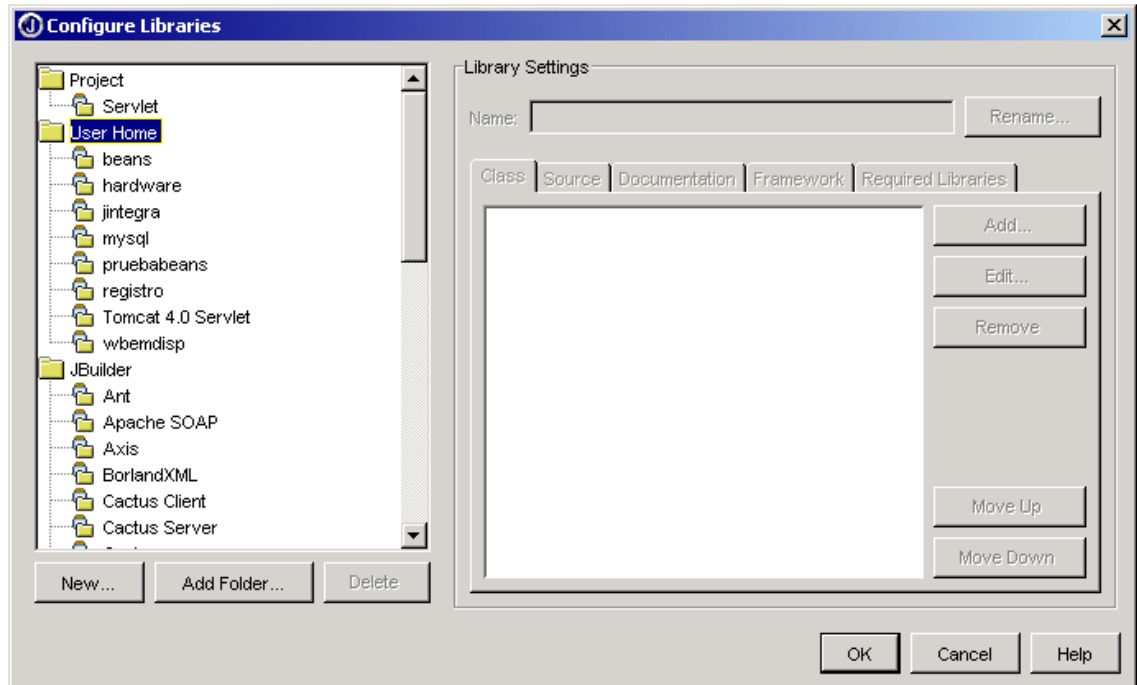 Configure Libraries
Project
Servlet
User Home
beans
hardware
jintegra
mysql
pruebabeans
registro
Tomcat 4.0 Servlet
wbemdisp
JBuilder
Ant
Apache SOAP
Axis
BorlandXML
Cactus Client
Cactus Server
New... Add Folder... Delete
Library Settings
Name: Rename...
Class Source Documentation Framework Required Libraries
Add...
Edit...
Remove
Move Up
Move Down
OK Cancel Help